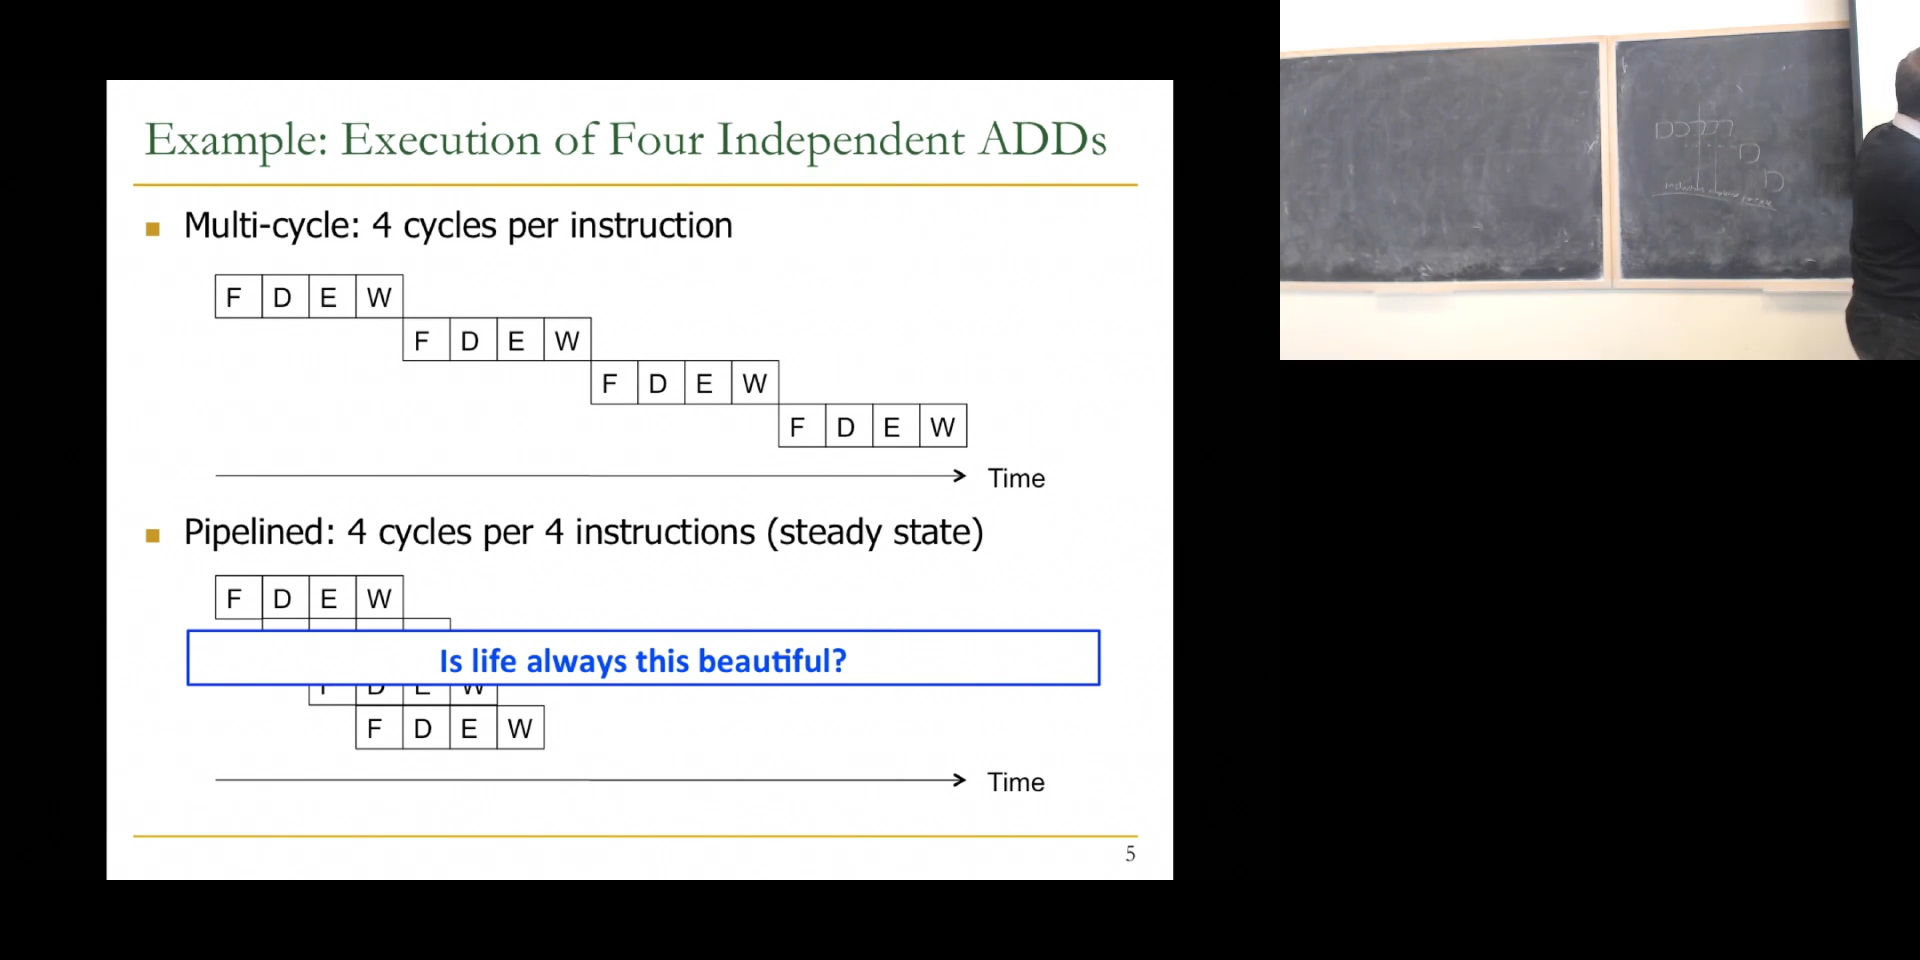 Example: Execution of Four Independent ADDs
Multi-cycle: 4 cycles per instruction
F D E W
F D E W
F D E W
F D E W
Time
Pipelined: 4 cycles per 4 instructions (steady state)
F D E W
Is life always this beautiful?
F D E W
F D E W
Time
5